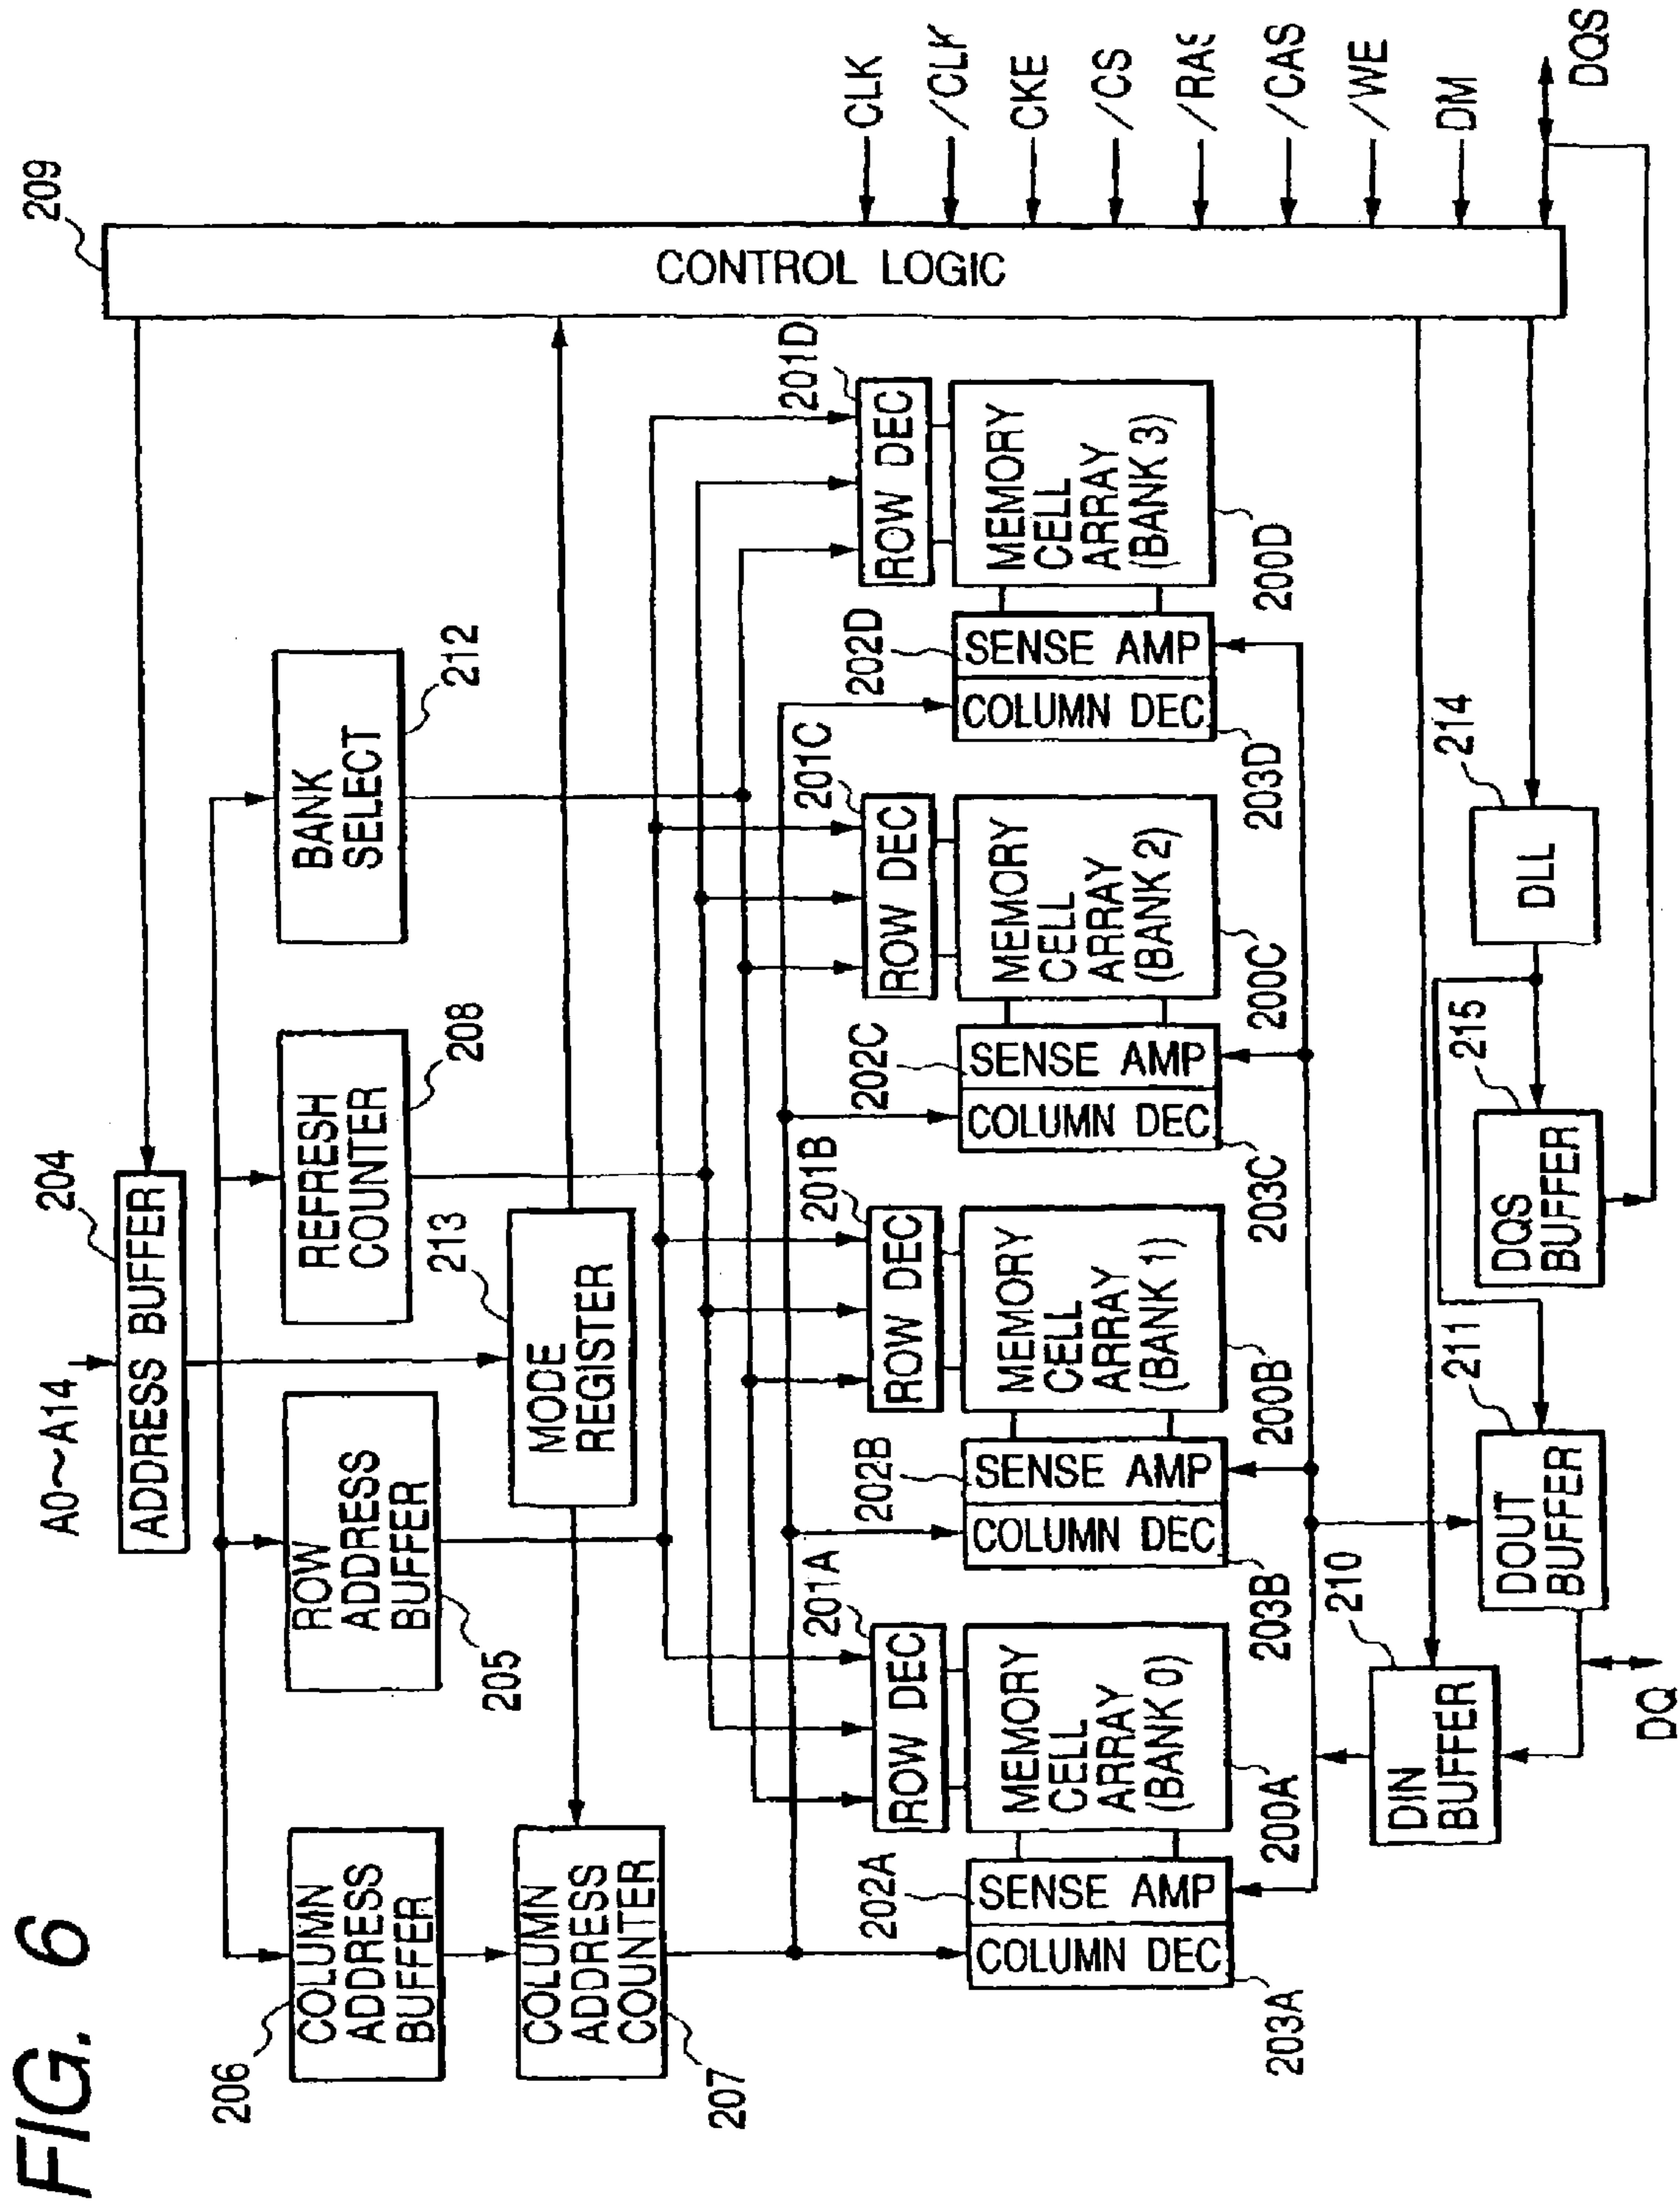 FIG. 6
A0~A14
204
ADDRESS BUFFER
209
CONTROL LOGIC
206
COLUMN
ADDRESS
BUFFER
205
ROW
ADDRESS
BUFFER
208
REFRESH
COUNTER
212
BANK
SELECT
207
COLUMN
ADDRESS
COUNTER
213
MODE
REGISTER
201A
ROW DEC
201B
ROW DEC
201C
ROW DEC
201D
ROW DEC
202A
SENSE AMP
COLUMN DEC
203A
MEMORY
CELL
ARRAY
(BANK 0)
200A
202B
SENSE AMP
COLUMN DEC
203B
MEMORY
CELL
ARRAY
(BANK 1)
200B
202C
SENSE AMP
COLUMN DEC
203C
MEMORY
CELL
ARRAY
(BANK 2)
200C
202D
SENSE AMP
COLUMN DEC
203D
MEMORY
CELL
ARRAY
(BANK 3)
200D
CLK
/CLK
CKE
/CS
/RAS
/CAS
/WE
DM
DQS
210
DIN
BUFFER
211
DOUT
BUFFER
215
DQS
BUFFER
214
DLL
DQ